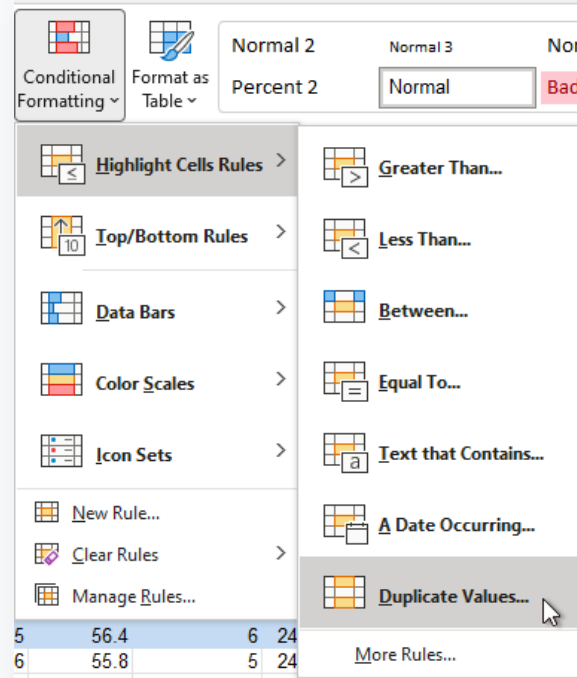 Conditional
Formatting
Format as
Table
Normal 2
Normal 3
Percent 2
Normal
Bad
Highlight Cells Rules
Top/Bottom Rules
10
Data Bars
Color Scales
Icon Sets
New Rule...
Clear Rules
Manage Rules...
Greater Than...
Less Than...
Between...
Equal To...
Text that Contains...
a
A Date Occurring...
Duplicate Values...
More Rules...
5 56.4 6 24
6 55.8 5 24